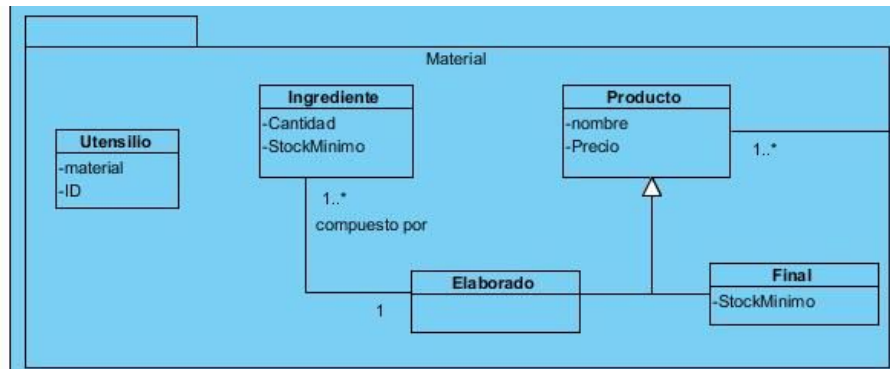 Material
Utensilio
-material
-ID
Ingrediente
-Cantidad
-StockMinimo
1..*
compuesto por
1
Producto
-nombre
-Precio
1..*
Elaborado
Final
-StockMinimo